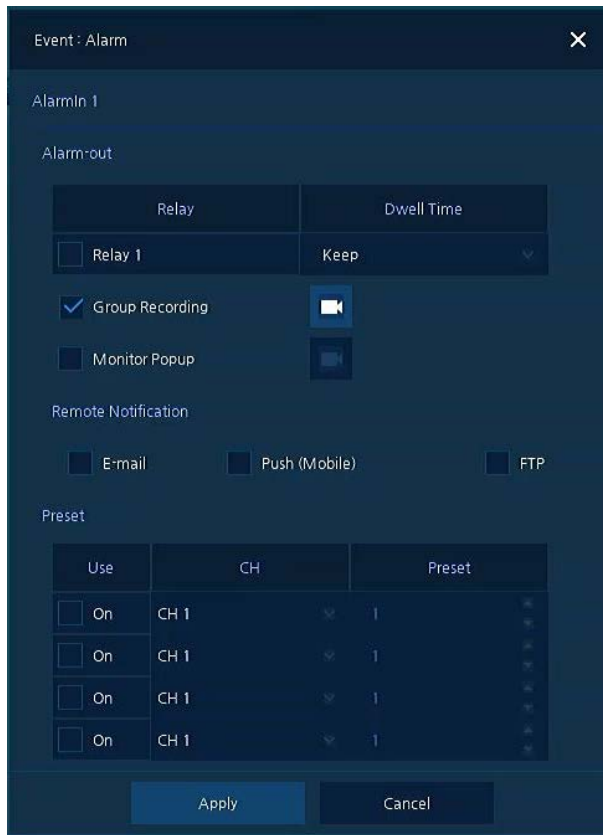 Event : Alarm
AlarmIn 1
Alarm-out
Relay Dwell Time
Relay 1 Keep
Group Recording
Monitor Popup
Remote Notification
E-mail Push (Mobile) FTP
Preset
Use CH Preset
On CH 1 1
On CH 1 1
On CH 1 1
On CH 1 1
Apply Cancel